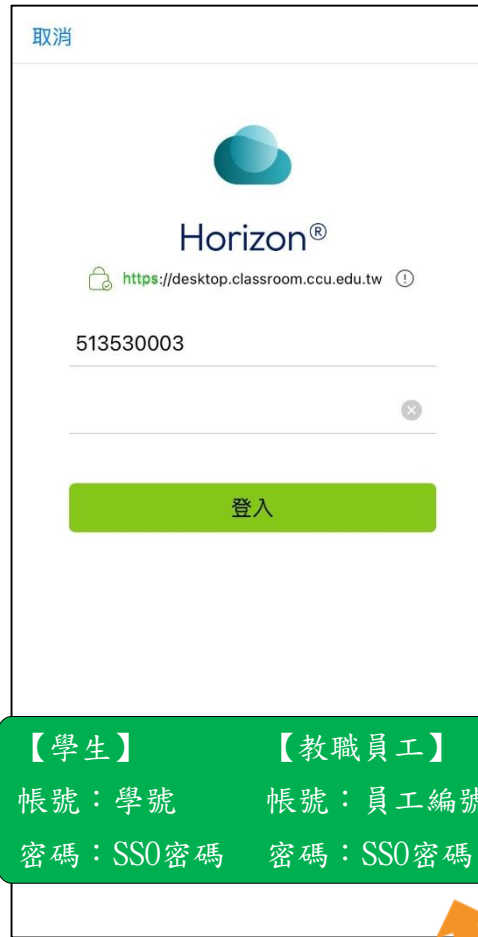 取消
Horizon®
https://desktop.classroom.ccu.edu.tw
513530003
登入
【學生】 【教職員工】
帳號：學號 帳號：員工編號
密碼：SSO密碼 密碼：SSO密碼